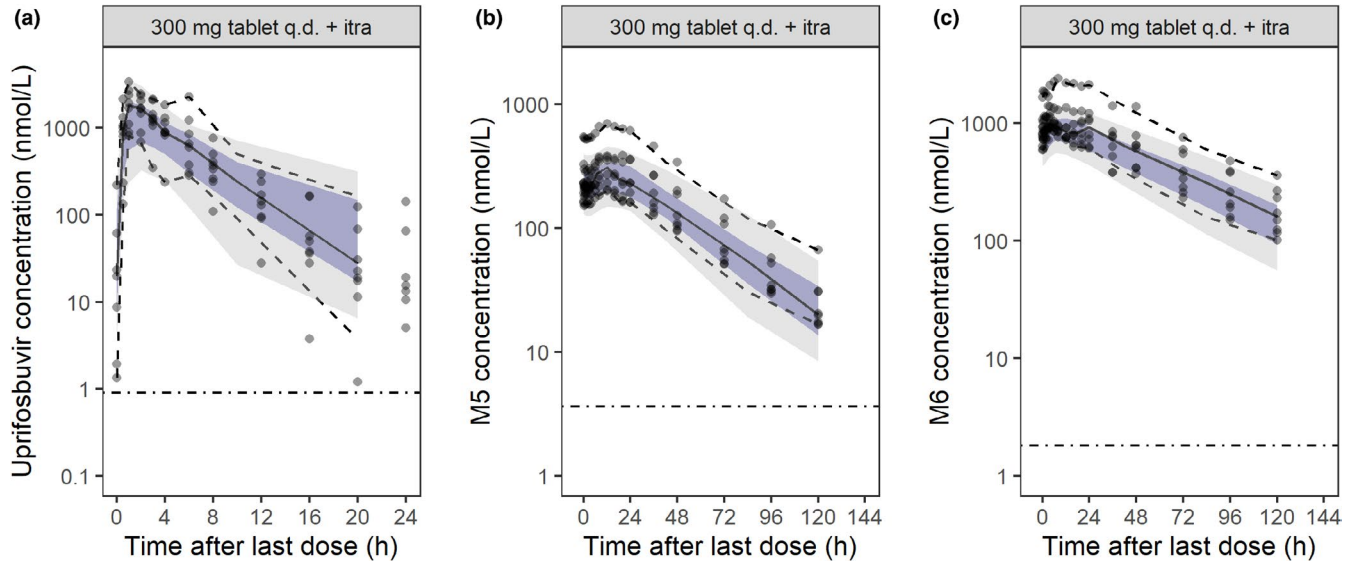 (a)
300 mg tablet q.d. + itra
Uprifosbuvir concentration (nmol/L)
1000
100
10
1
0.1
0 4 8 12 16 20 24
Time after last dose (h)
(b)
300 mg tablet q.d. + itra
M5 concentration (nmol/L)
1000
100
10
1
0 24 48 72 96 120 144
Time after last dose (h)
(c)
300 mg tablet q.d. + itra
M6 concentration (nmol/L)
1000
100
10
1
0 24 48 72 96 120 144
Time after last dose (h)